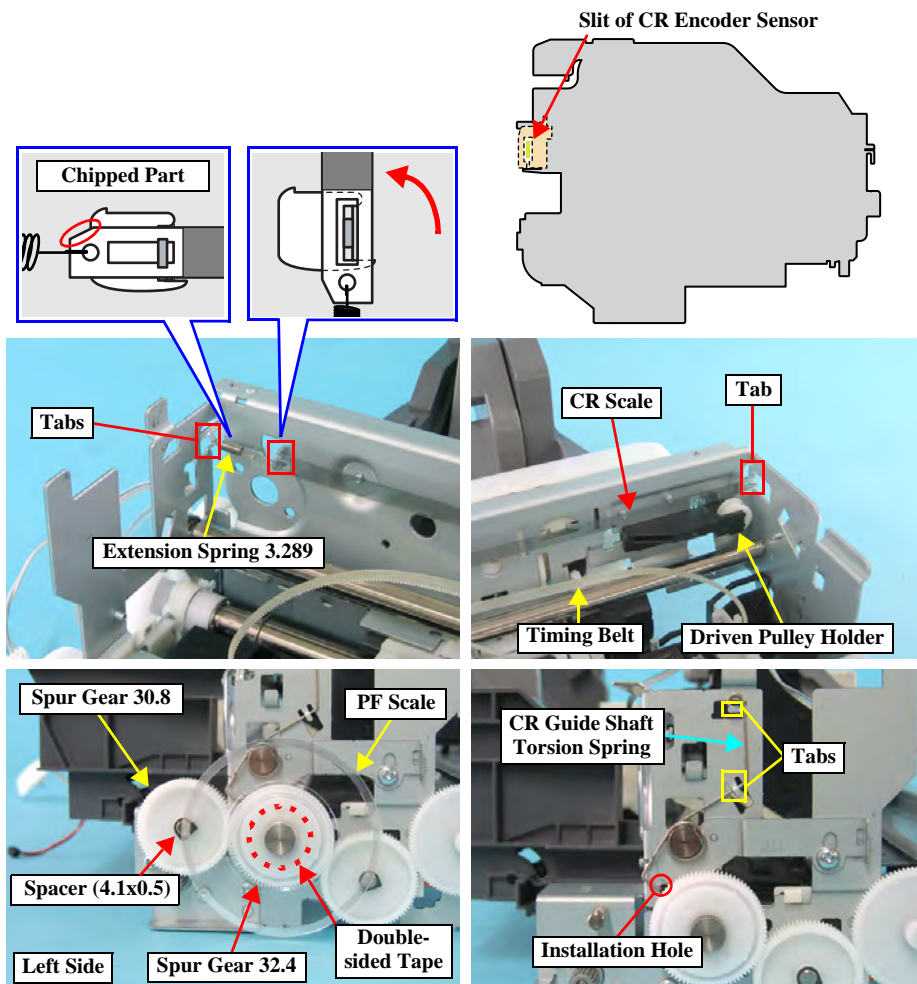 Slit of CR Encoder Sensor
Chipped Part
Tabs
Extension Spring 3.289
CR Scale
Tab
Timing Belt
Driven Pulley Holder
Spur Gear 30.8
PF Scale
Spacer (4.1x0.5)
Left Side
Spur Gear 32.4
Double-
sided Tape
CR Guide Shaft
Torsion Spring
Tabs
Installation Hole